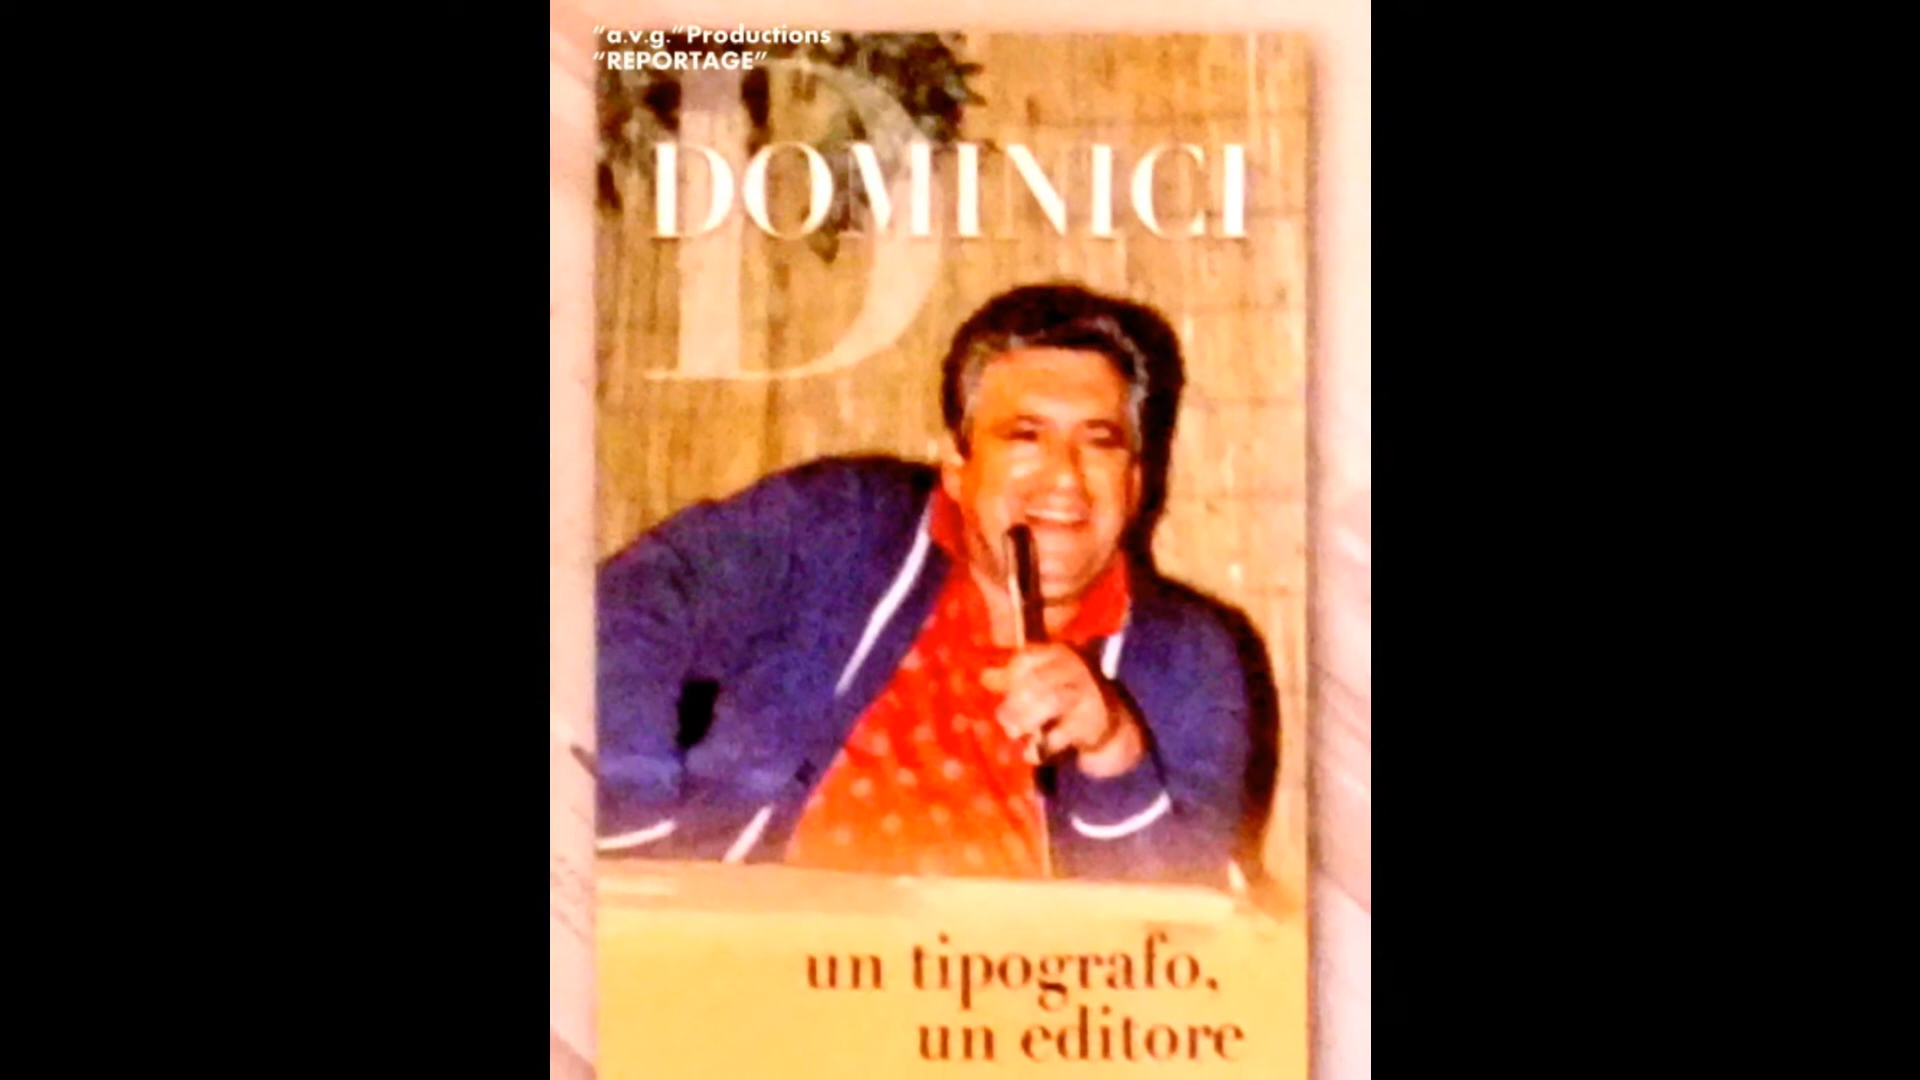 "a.v.g."Productions
"REPORTAGE"
D
DOMINICI
un tipografo,
un editore